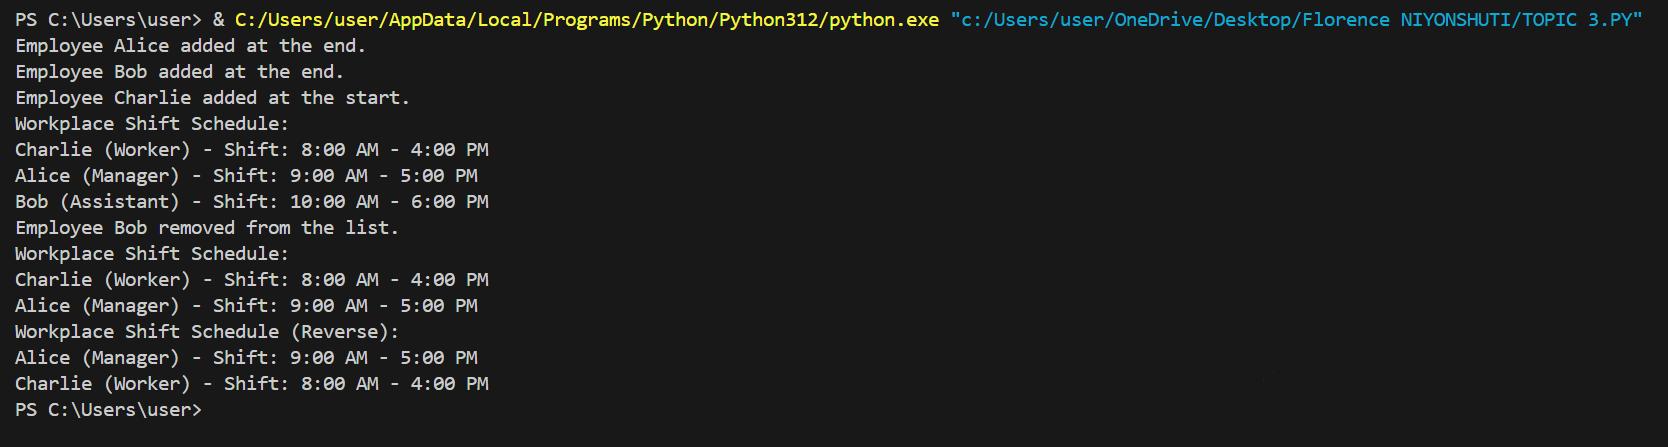 PS C:\Users\user> & C:/Users/user/AppData/Local/Programs/Python/Python312/python.exe "c:/Users/user/OneDrive/Desktop/Florence NIYONSHUTI/TOPIC 3.PY"
Employee Alice added at the end.
Employee Bob added at the end.
Employee Charlie added at the start.
Workplace Shift Schedule:
Charlie (Worker) - Shift: 8:00 AM - 4:00 PM
Alice (Manager) - Shift: 9:00 AM - 5:00 PM
Bob (Assistant) - Shift: 10:00 AM - 6:00 PM
Employee Bob removed from the list.
Workplace Shift Schedule:
Charlie (Worker) - Shift: 8:00 AM - 4:00 PM
Alice (Manager) - Shift: 9:00 AM - 5:00 PM
Workplace Shift Schedule (Reverse):
Alice (Manager) - Shift: 9:00 AM - 5:00 PM
Charlie (Worker) - Shift: 8:00 AM - 4:00 PM
PS C:\Users\user>